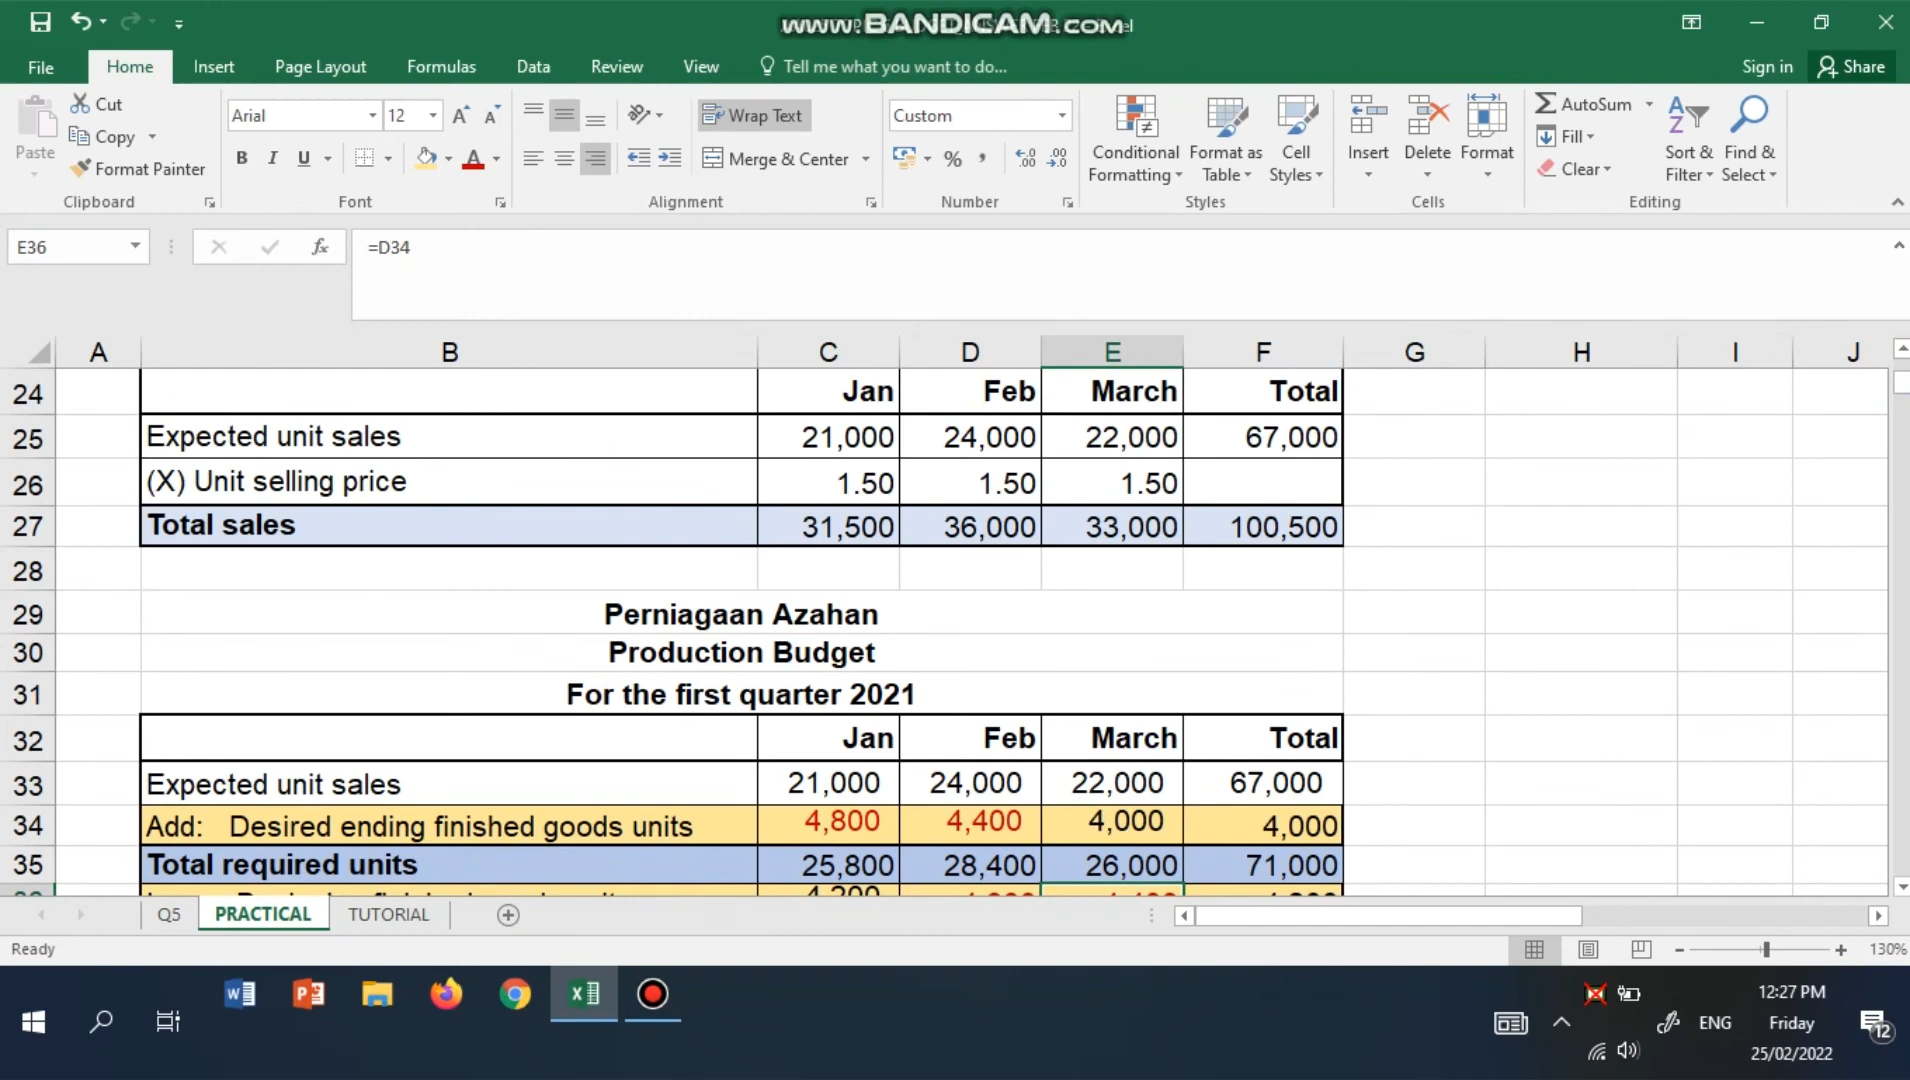 www.BANDICAM.com
File Home Insert Page Layout Formulas Data Review View Tell me what you want to do... Sign in Share
Cut
Copy
Format Painter
Paste
Clipboard
Arial 12
B I U
Font
Wrap Text
Merge & Center
Alignment
Custom
%
Number
Conditional Formatting
Format as Table
Cell Styles
Styles
Insert Delete Format
Cells
AutoSum
Fill
Clear
Sort & Filter
Find & Select
Editing
E36 fx =D34
A B C D E F G H I J
24 Jan Feb March Total
25 Expected unit sales 21,000 24,000 22,000 67,000
26 (X) Unit selling price 1.50 1.50 1.50
27 Total sales 31,500 36,000 33,000 100,500
28
29 Perniagaan Azahan
30 Production Budget
31 For the first quarter 2021
32 Jan Feb March Total
33 Expected unit sales 21,000 24,000 22,000 67,000
34 Add: Desired ending finished goods units 4,800 4,400 4,000 4,000
35 Total required units 25,800 28,400 26,000 71,000
Q5 PRACTICAL TUTORIAL
Ready 130%
12:27 PM
ENG Friday 12
25/02/2022